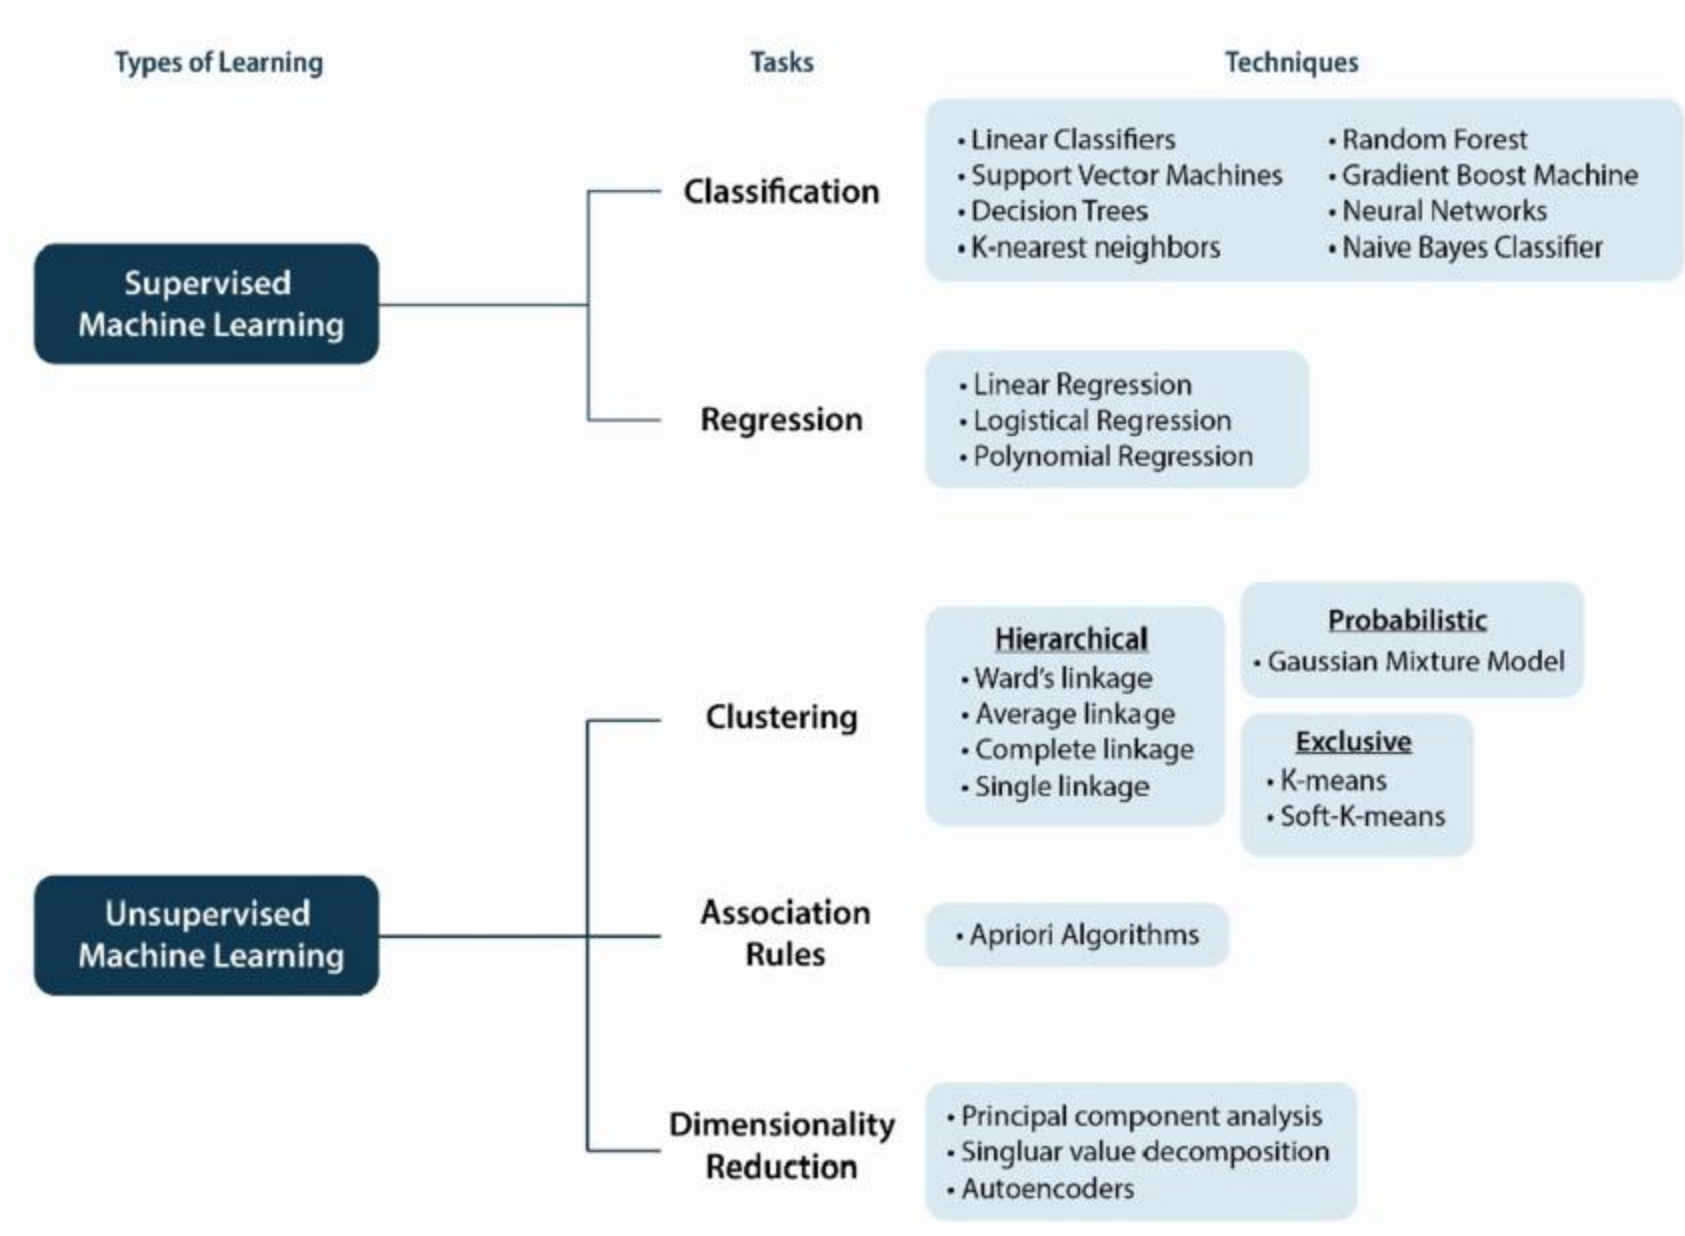 Types of Learning
Tasks
Techniques
Supervised
Machine Learning
Classification
• Linear Classifiers
• Support Vector Machines
• Decision Trees
• K-nearest neighbors
• Random Forest
• Gradient Boost Machine
• Neural Networks
• Naive Bayes Classifier
Regression
• Linear Regression
• Logistical Regression
• Polynomial Regression
Unsupervised
Machine Learning
Clustering
Hierarchical
• Ward's linkage
• Average linkage
• Complete linkage
• Single linkage
Probabilistic
• Gaussian Mixture Model
Exclusive
• K-means
• Soft-K-means
Association
Rules
• Apriori Algorithms
Dimensionality
Reduction
• Principal component analysis
• Singluar value decomposition
• Autoencoders